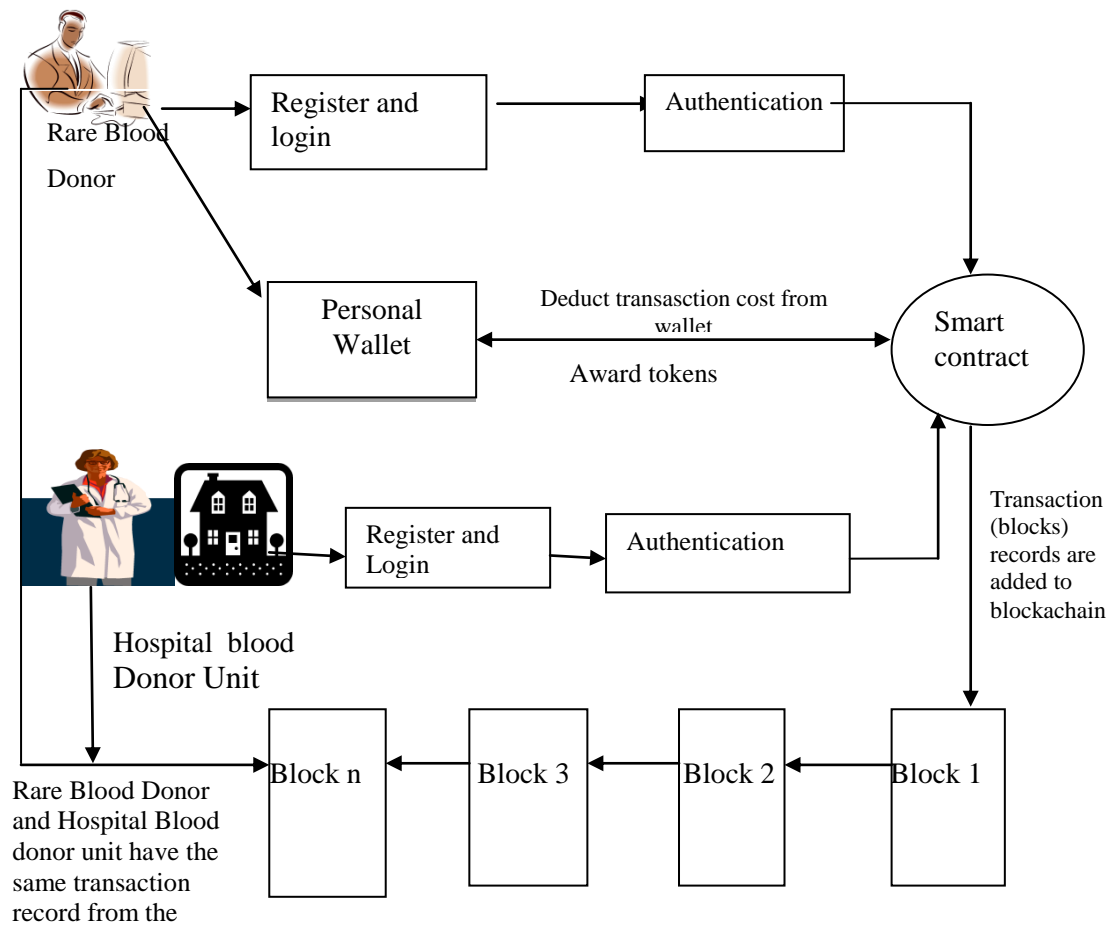 Register and
login
Authentication
Rare Blood
Donor
Personal
Wallet
Deduct transasction cost from
wallet
Award tokens
Smart
contract
Register and
Login
Authentication
Transaction
(blocks)
records are
added to
blockachain
Hospital blood
Donor Unit
Block n
Block 3
Block 2
Block 1
Rare Blood Donor
and Hospital Blood
donor unit have the
same transaction
record from the